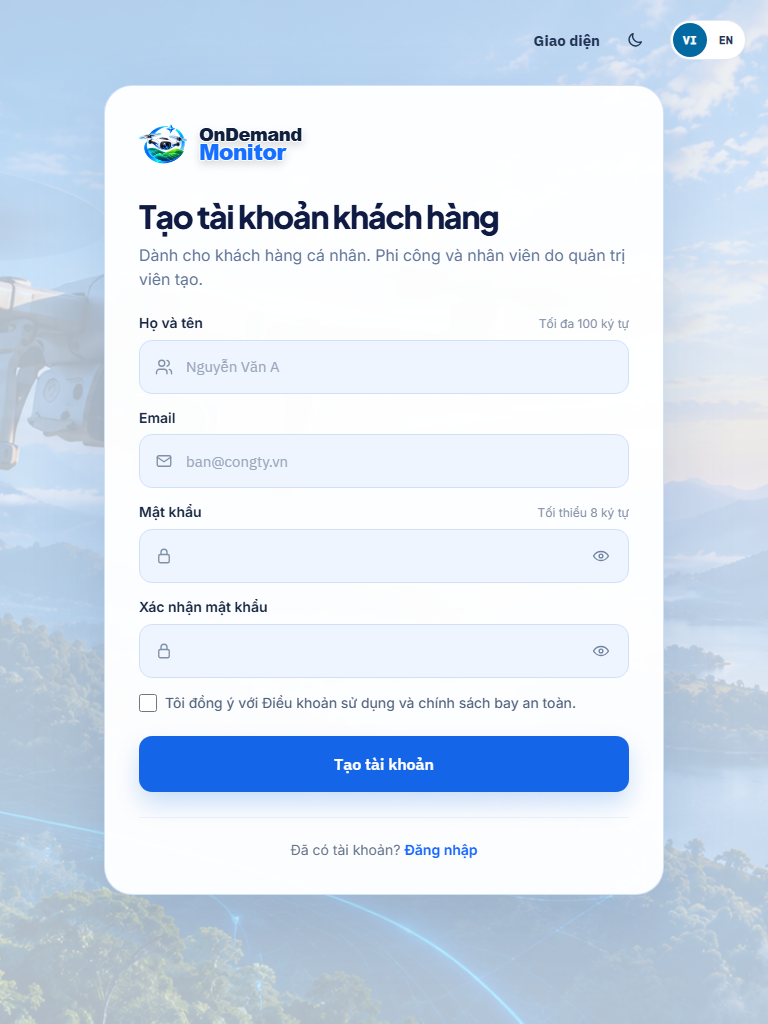 Giao diện
VI
EN
OnDemand
Monitor
Tạo tài khoản khách hàng
Dành cho khách hàng cá nhân. Phi công và nhân viên do quản trị
viên tạo.
Họ và tên
Tối đa 100 ký tự
Nguyễn Văn A
Email
ban@congty.vn
Mật khẩu
Tối thiểu 8 ký tự
Xác nhận mật khẩu
Tôi đồng ý với Điều khoản sử dụng và chính sách bay an toàn.
Tạo tài khoản
Đã có tài khoản? Đăng nhập